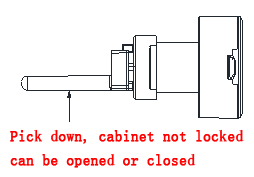 Pick down, cabinet not locked
can be opened or closed